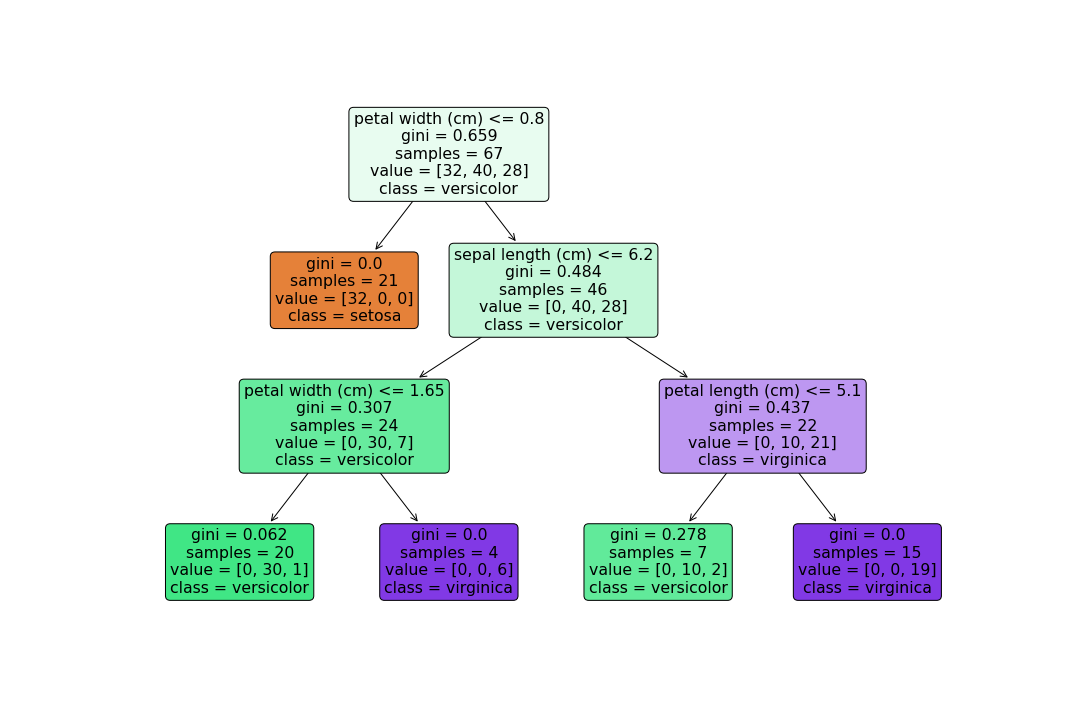 petal width (cm) <= 0.8
gini = 0.659
samples = 67
value = [32, 40, 28]
class = versicolor
gini = 0.0
samples = 21
value = [32, 0, 0]
class = setosa
sepal length (cm) <= 6.2
gini = 0.484
samples = 46
value = [0, 40, 28]
class = versicolor
petal width (cm) <= 1.65
gini = 0.307
samples = 24
value = [0, 30, 7]
class = versicolor
petal length (cm) <= 5.1
gini = 0.437
samples = 22
value = [0, 10, 21]
class = virginica
gini = 0.062
samples = 20
value = [0, 30, 1]
class = versicolor
gini = 0.0
samples = 4
value = [0, 0, 6]
class = virginica
gini = 0.278
samples = 7
value = [0, 10, 2]
class = versicolor
gini = 0.0
samples = 15
value = [0, 0, 19]
class = virginica